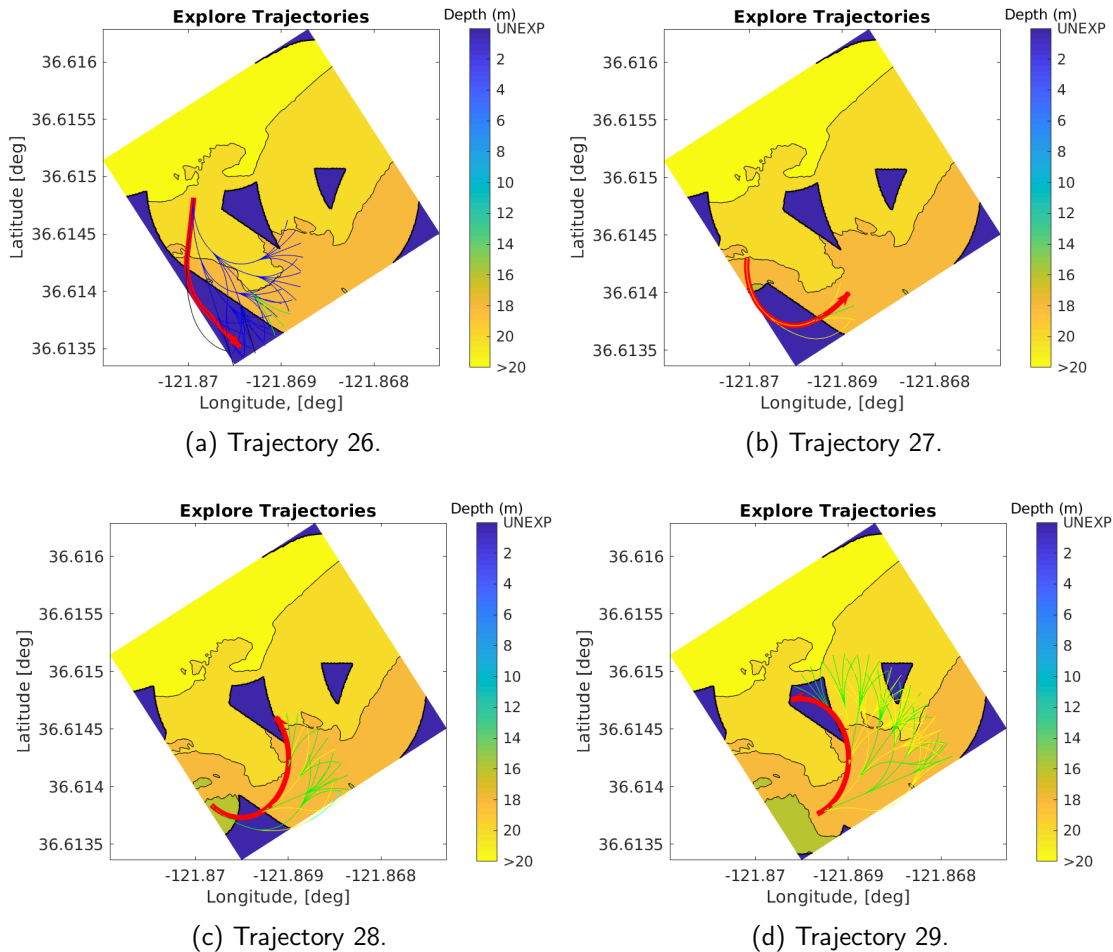 Explore Trajectories
Depth (m)
UNEXP
2
4
6
8
10
12
14
16
18
20
>20
36.616
36.6155
36.615
36.6145
36.614
36.6135
Latitude [deg]
-121.87 -121.869 -121.868
Longitude, [deg]
(a) Trajectory 26.
Explore Trajectories
Depth (m)
UNEXP
2
4
6
8
10
12
14
16
18
20
>20
36.616
36.6155
36.615
36.6145
36.614
36.6135
Latitude [deg]
-121.87 -121.869 -121.868
Longitude, [deg]
(b) Trajectory 27.
Explore Trajectories
Depth (m)
UNEXP
2
4
6
8
10
12
14
16
18
20
>20
36.616
36.6155
36.615
36.6145
36.614
36.6135
Latitude [deg]
-121.87 -121.869 -121.868
Longitude, [deg]
(c) Trajectory 28.
Explore Trajectories
Depth (m)
UNEXP
2
4
6
8
10
12
14
16
18
20
>20
36.616
36.6155
36.615
36.6145
36.614
36.6135
Latitude [deg]
-121.87 -121.869 -121.868
Longitude, [deg]
(d) Trajectory 29.